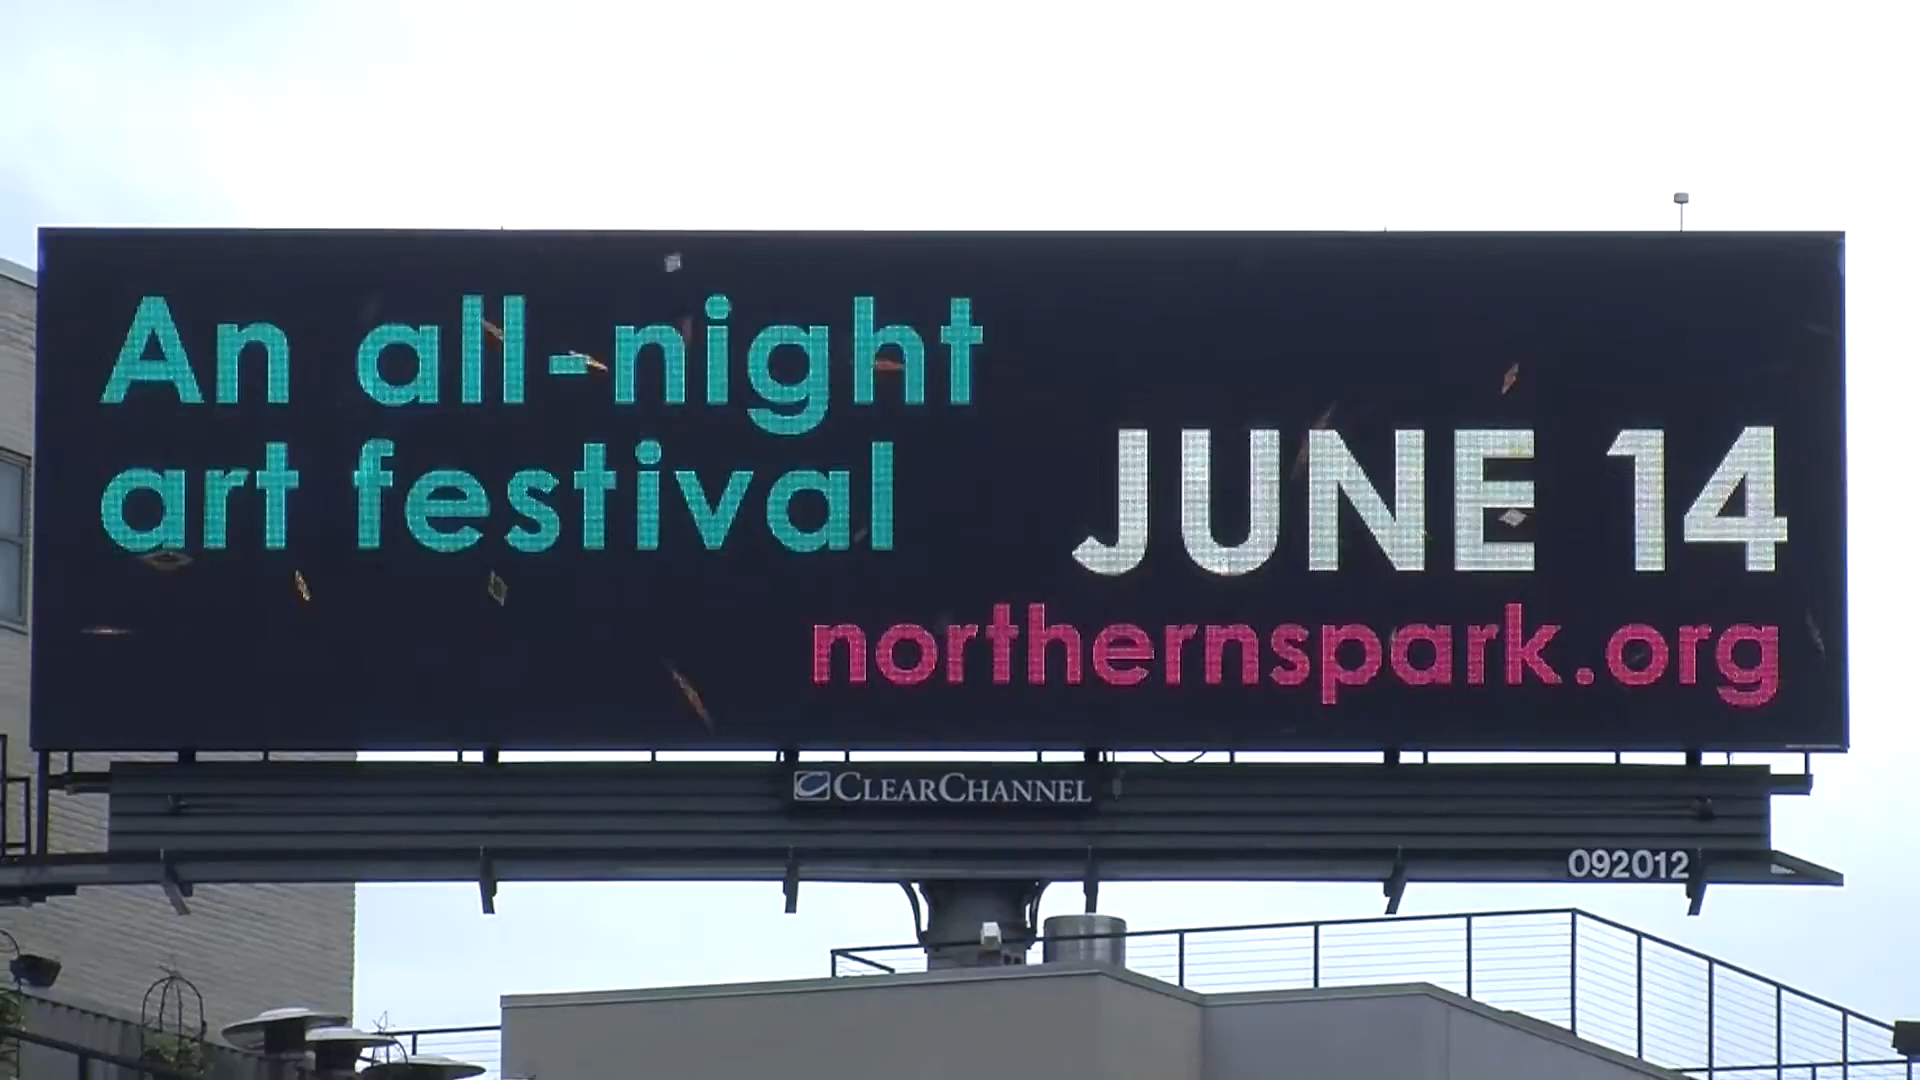 An all-night
art festival
JUNE 14
northernspark.org
CLEARCHANNEL
092012